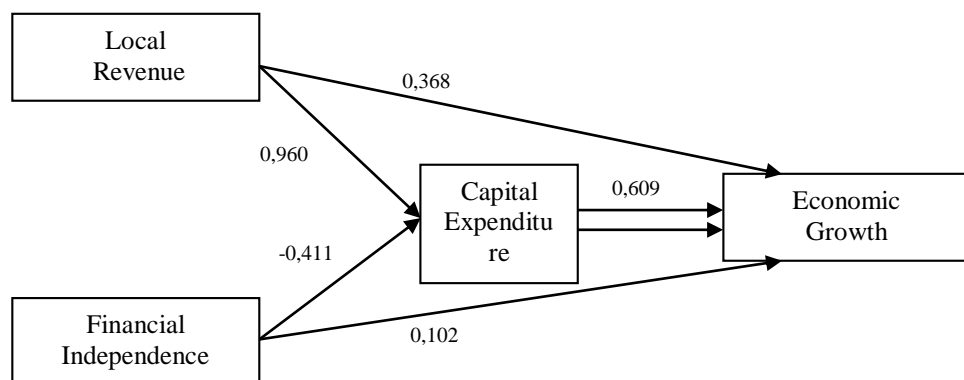 Local
Revenue
0,368
0,960
Capital
Expenditu
re
0,609
Economic
Growth
-0,411
Financial
Independence
0,102